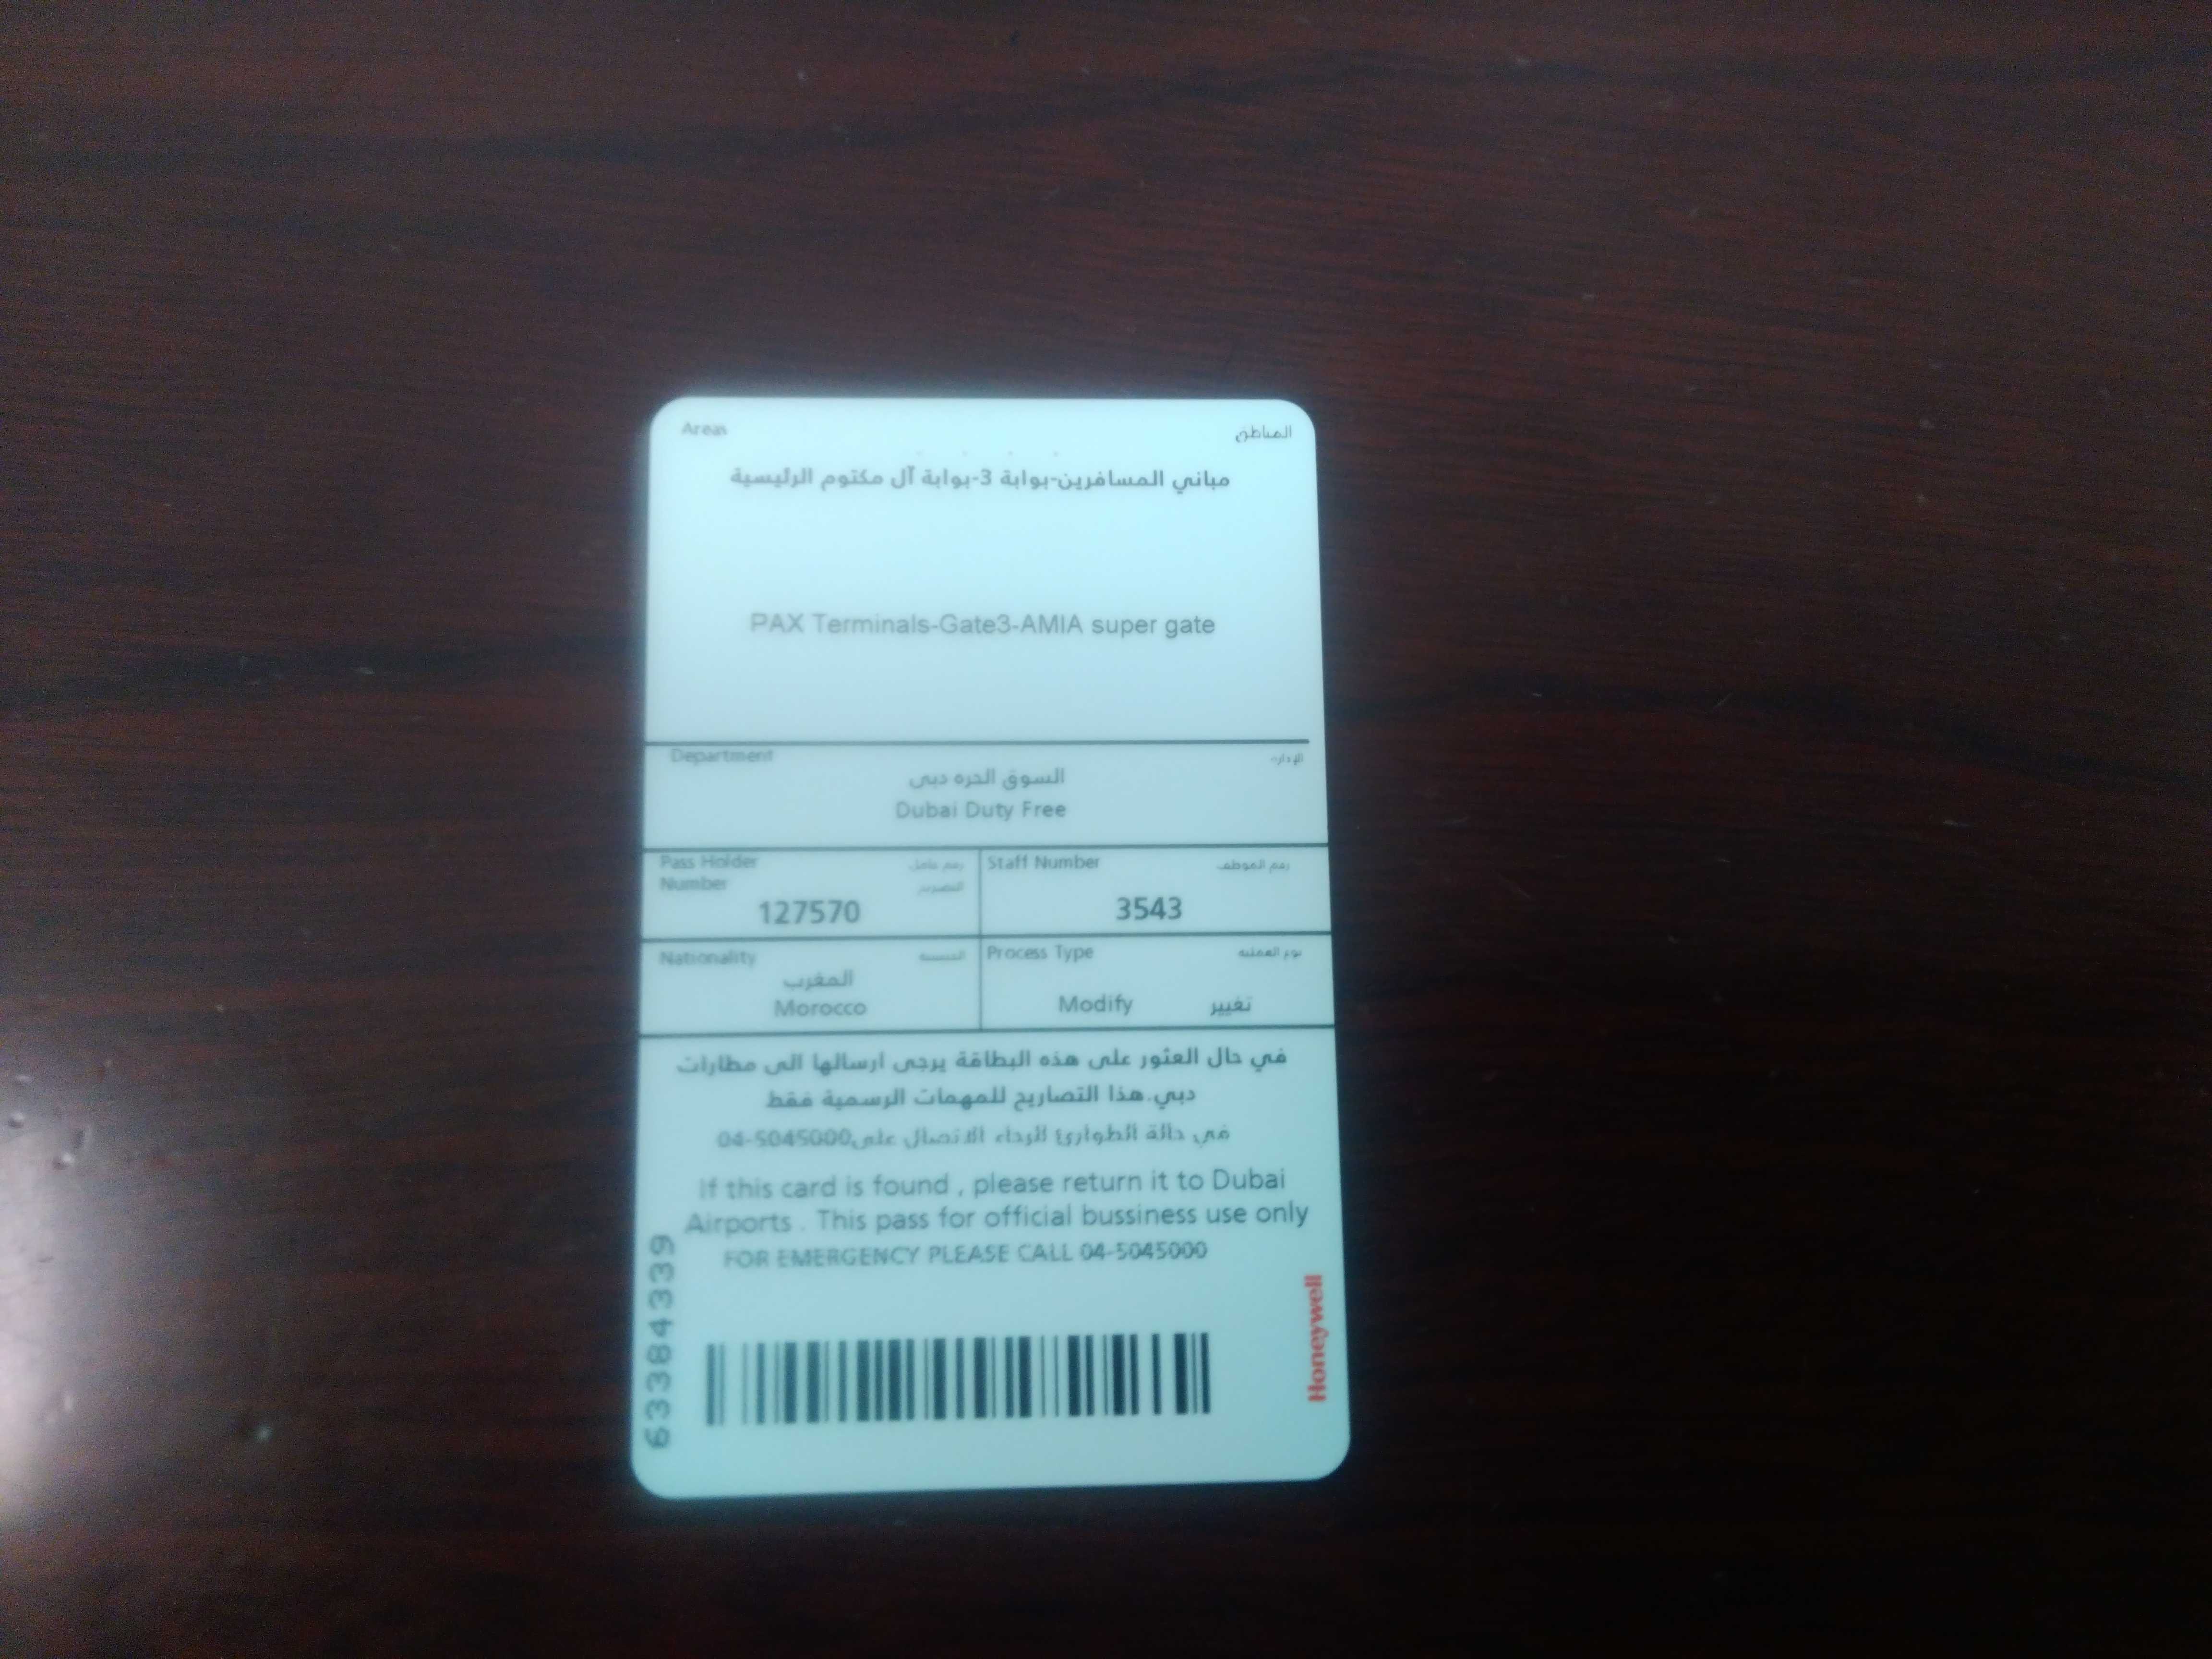 Areas المناطق
مباني المسافرين-بوابة 3-بوابة آل مكتوم الرئيسية
PAX Terminals-Gate3-AMIA super gate
Department الإدارة
السوق الحره دبي
Dubai Duty Free
Pass Holder Number رقم حامل التصريح
127570
Staff Number رقم الموظف
3543
Nationality الجنسية
المغرب
Morocco
Process Type نوع العملية
Modify تغيير
في حال العثور على هذه البطاقة يرجى ارسالها الى مطارات
دبي.هذا التصاريح للمهمات الرسمية فقط
في حالة الطوارئ الرجاء الاتصال على04-5045000
If this card is found , please return it to Dubai
Airports . This pass for official bussiness use only
FOR EMERGENCY PLEASE CALL 04-5045000
633843339
Honeywell